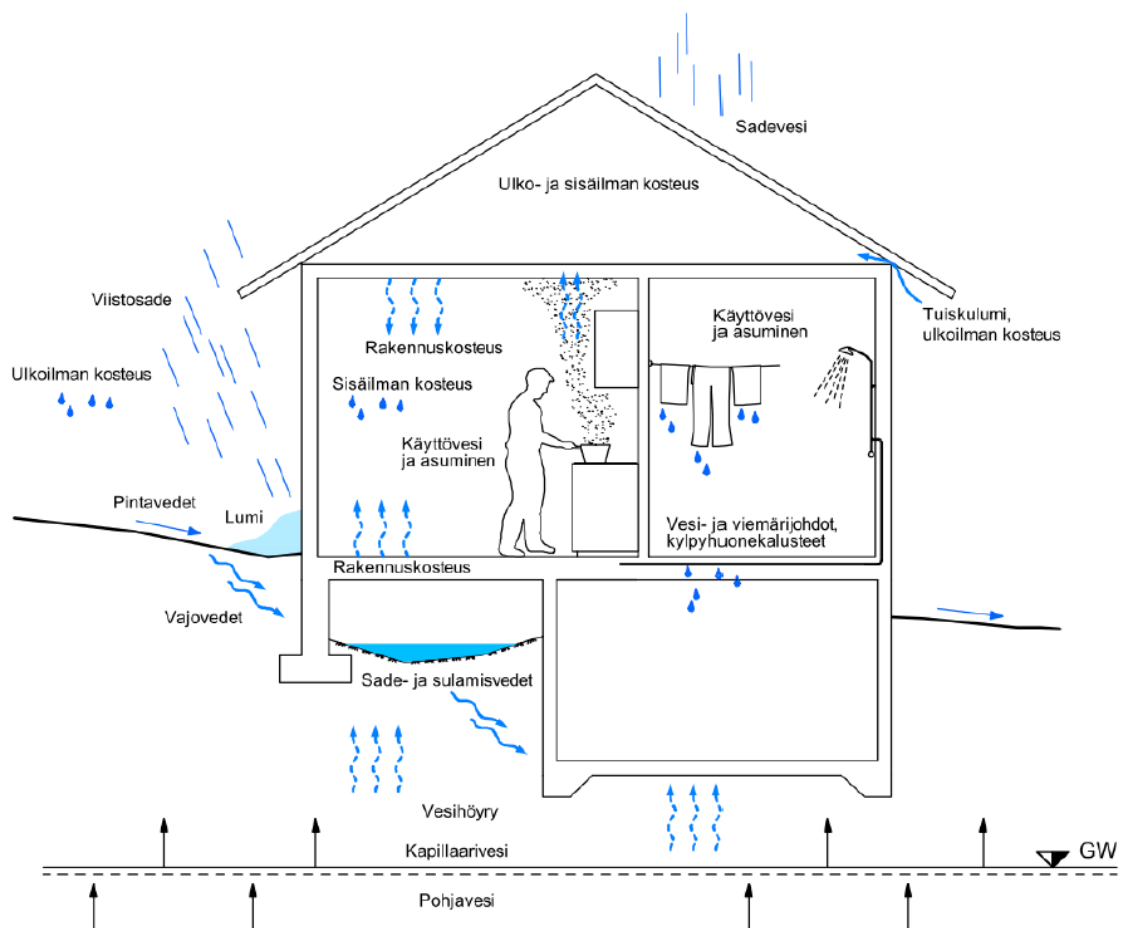 Sadevesi
Ulko- ja sisäilman kosteus
Viistosade
Tuiskulumi,
ulkoilman kosteus
Käyttövesi
ja asuminen
Rakennuskosteus
Ulkoilman kosteus
Sisäilman kosteus
Käyttövesi
ja asuminen
Pintavedet
Lumi
Vesi- ja viemärijohdot,
kylpyhuonekalusteet
Rakennuskosteus
Vajovedet
Sade- ja sulamisvedet
Vesihöyry
Kapillaarivesi
GW
Pohjavesi